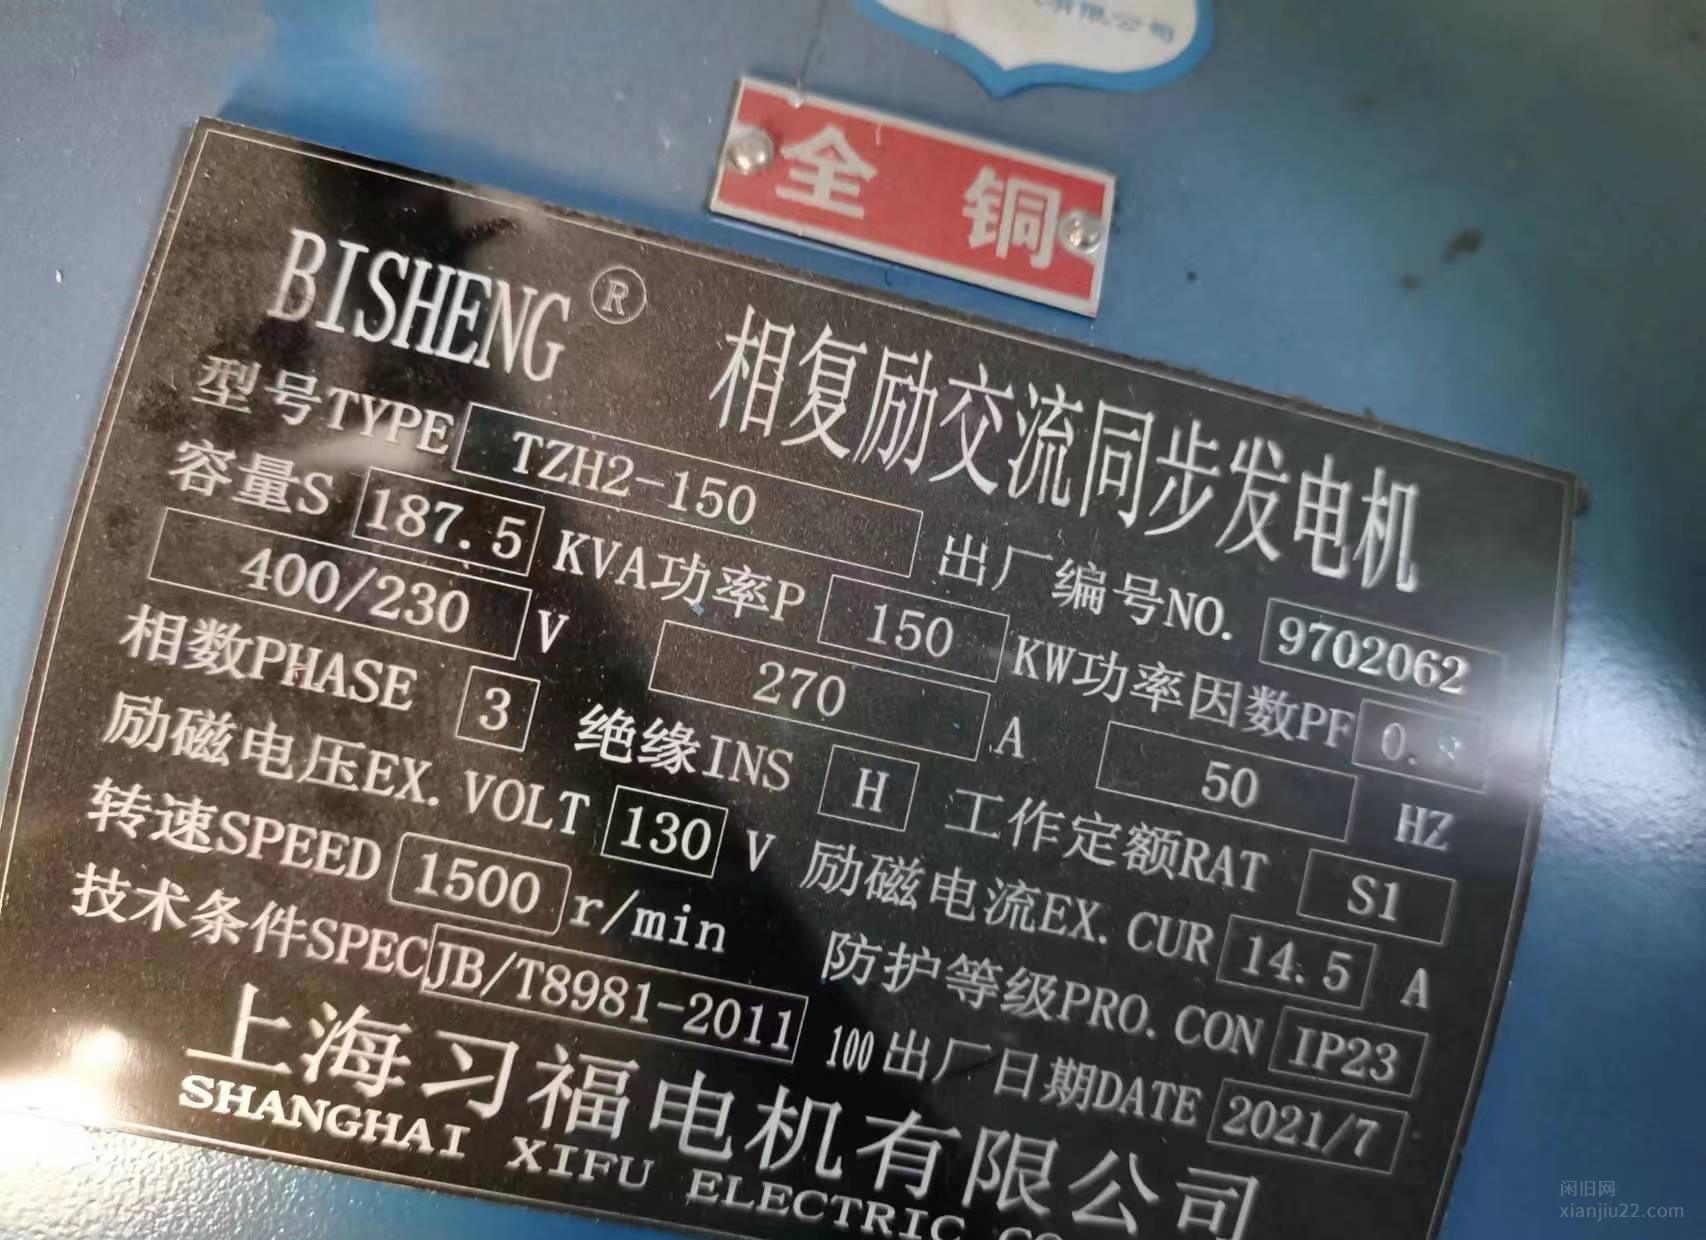 有限公司
全 铜
BISHENG® 相复励交流同步发电机
型号TYPE TZH2-150 出厂编号NO. 9702062
容量S 187.5 KVA 功率P 150 KW 功率因数PF 0.
400/230 V 270 A 50 HZ
相数PHASE 3 绝缘INS H 工作定额RAT S1
励磁电压EX. VOLT 130 V 励磁电流EX. CUR 14.5 A
转速SPEED 1500 r/min 防护等级PRO. CON IP23
技术条件SPEC JB/T8981-2011 100 出厂日期DATE 2021/7
上海习福电机有限公司
SHANGHAI XIFU ELECTRIC
闲旧网
xianjiu22.com